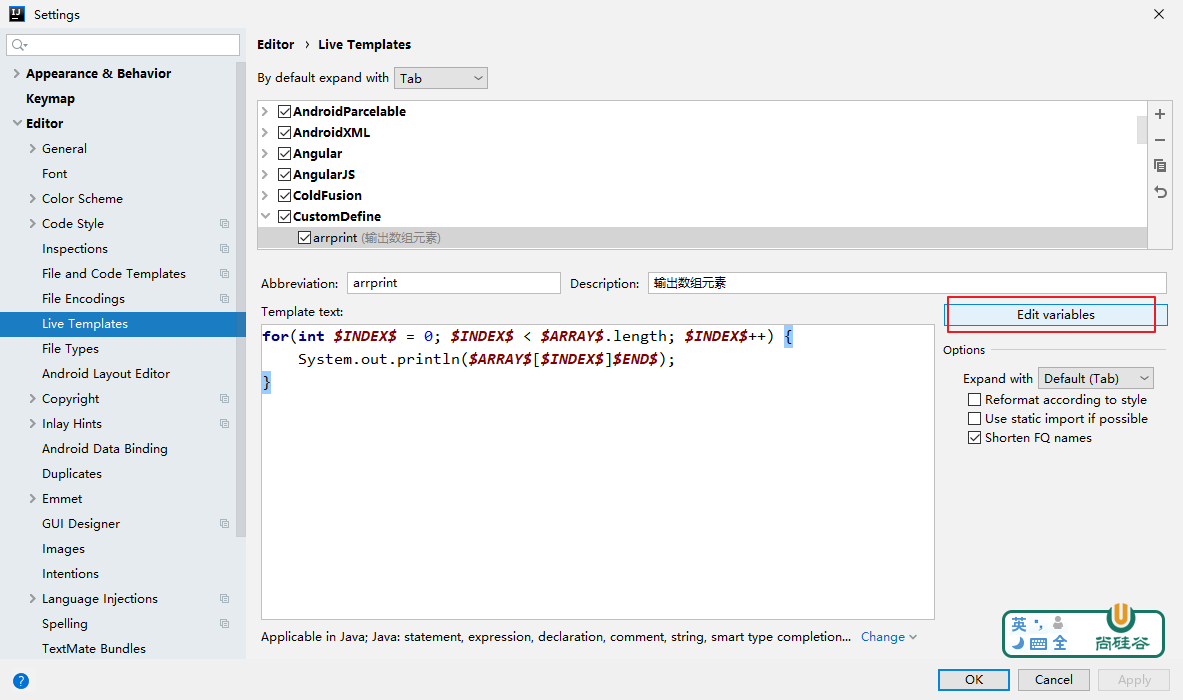 Settings
Appearance & Behavior
Keymap
Editor
General
Font
Color Scheme
Code Style
Inspections
File and Code Templates
File Encodings
Live Templates
File Types
Android Layout Editor
Copyright
Inlay Hints
Android Data Binding
Duplicates
Emmet
GUI Designer
Images
Intentions
Language Injections
Spelling
TextMate Bundles
Editor › Live Templates
By default expand with Tab
AndroidParcelable
AndroidXML
Angular
AngularJS
ColdFusion
CustomDefine
arrprint (输出数组元素)
Abbreviation: arrprint Description: 输出数组元素
Template text:
for(int $INDEX$ = 0; $INDEX$ < $ARRAY$.length; $INDEX$++) {
    System.out.println($ARRAY$[$INDEX$]$END$);
}
Edit variables
Options
Expand with Default (Tab)
Reformat according to style
Use static import if possible
Shorten FQ names
Applicable in Java; Java: statement, expression, declaration, comment, string, smart type completion... Change
英
全
尚硅谷
? OK Cancel Apply